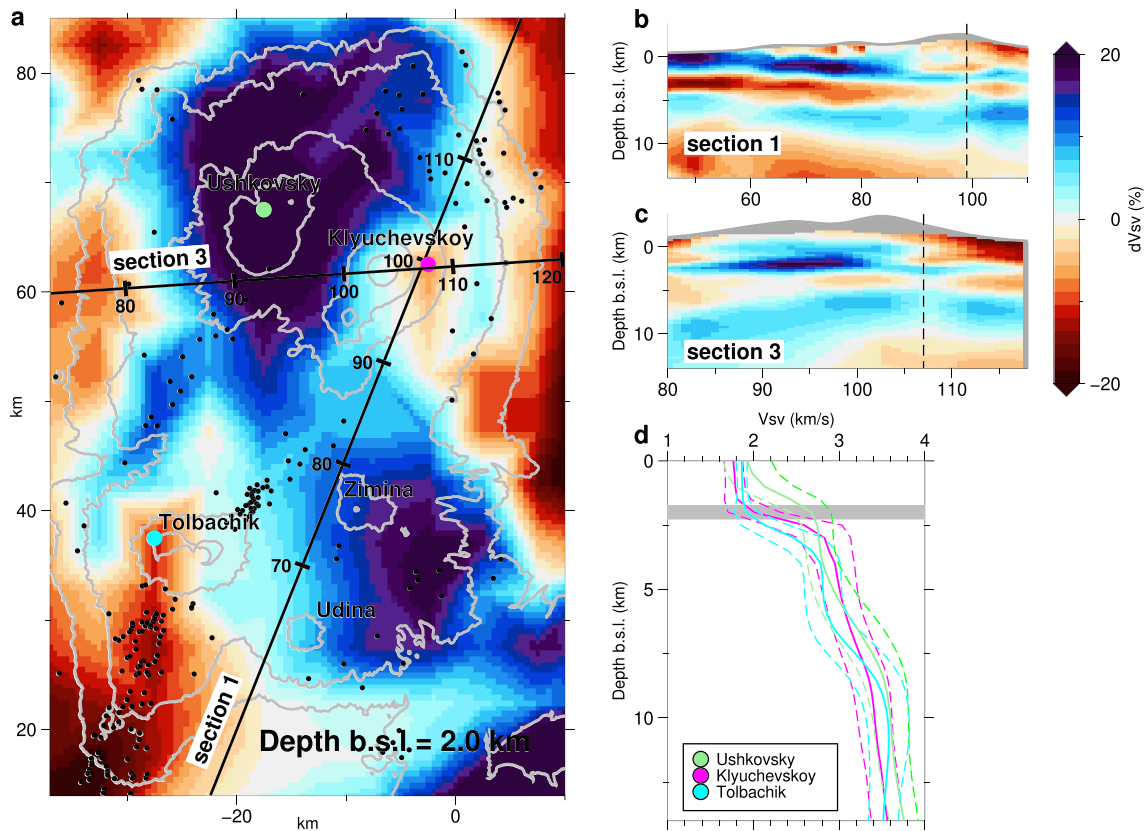 a
80
60
40
20
km
−20
0
km
Ushkovsky
Klyuchevskoy
section 3
80
90
100
110
120
110
100
90
80
70
Zimina
Tolbachik
Udina
section 1
Depth b.s.l.= 2.0 km
b
0
10
Depth b.s.l. (km)
section 1
60
80
100
c
0
10
Depth b.s.l. (km)
section 3
80
90
100
110
20
0
−20
dVsv (%)
d
Vsv (km/s)
1
2
3
4
0
5
10
Depth b.s.l. (km)
Ushkovsky
Klyuchevskoy
Tolbachik